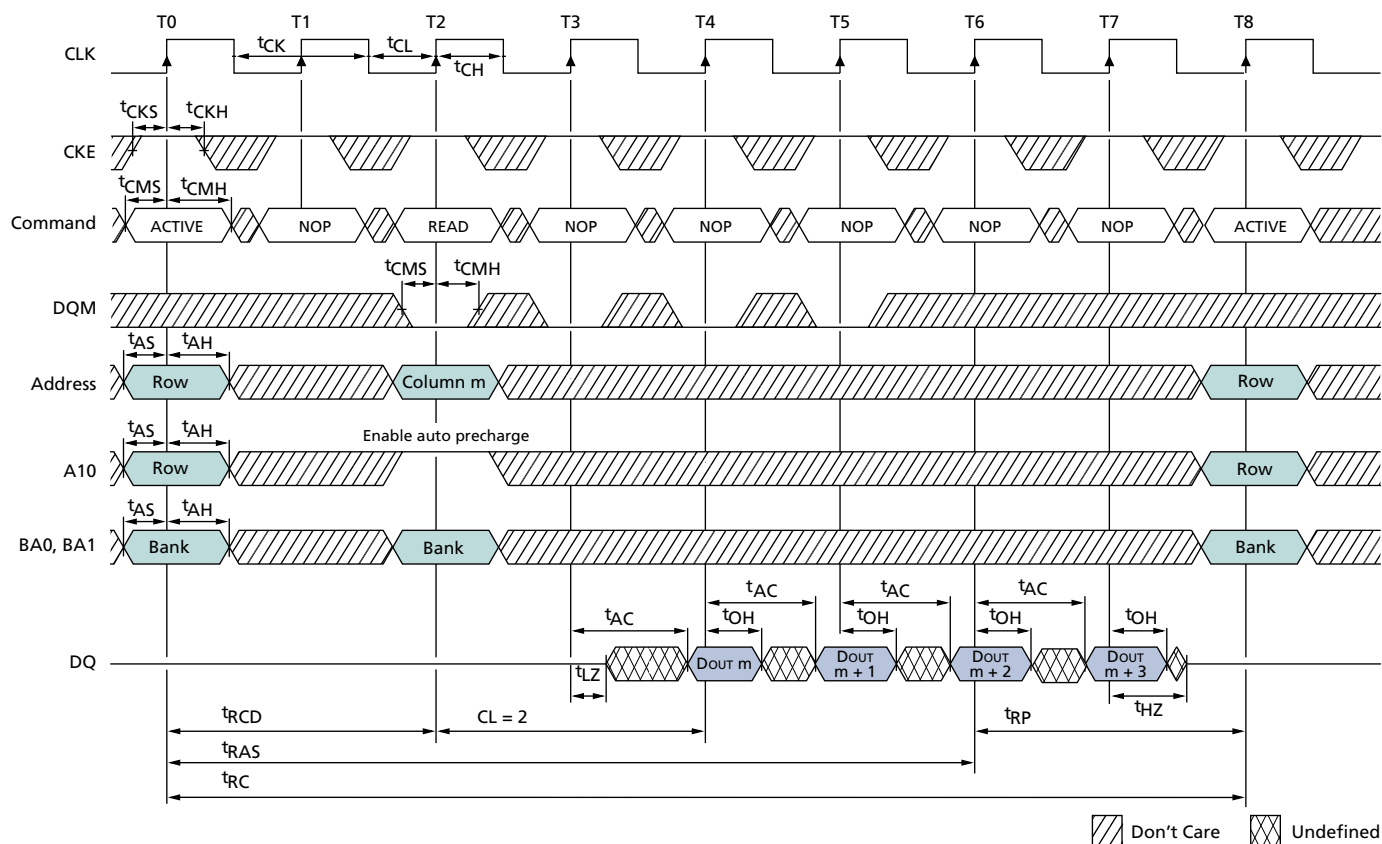 T0 T1 T2 T3 T4 T5 T6 T7 T8
CLK tCK tCL tCH
tCKS tCKH
CKE
tCMS tCMH
Command ACTIVE NOP READ NOP NOP NOP NOP NOP ACTIVE
tCMS tCMH
DQM
tAS tAH
Address Row Column m Row
tAS tAH Enable auto precharge
A10 Row Row
tAS tAH
BA0, BA1 Bank Bank Bank
tAC tAC tAC
tAC tOH tOH tOH tOH
DQ DOUT m DOUT m + 1 DOUT m + 2 DOUT m + 3
tLZ tHZ
tRCD CL = 2 tRP
tRAS
tRC
Don't Care Undefined